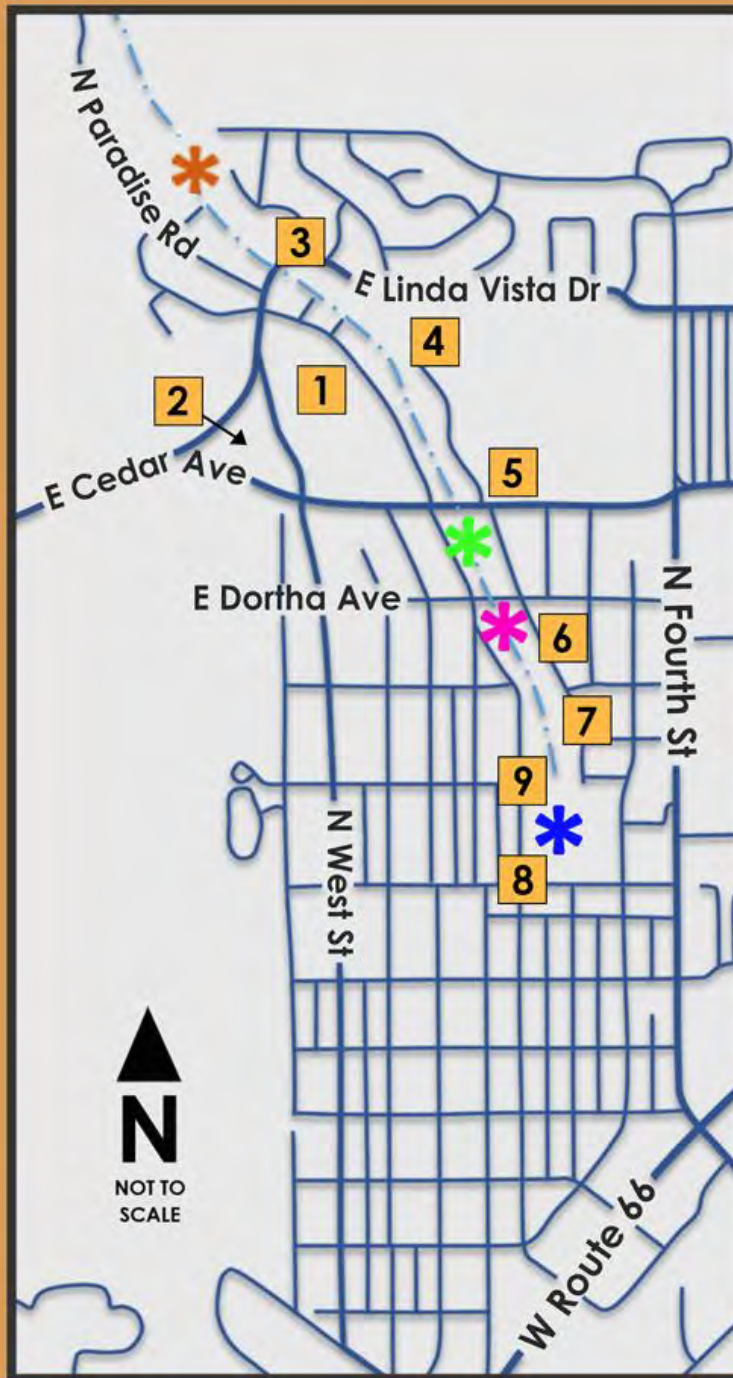 N Paradise Rd
3
E Linda Vista Dr
4
1
2
5
E Cedar Ave
E Dortha Ave
N Fourth St
6
7
9
8
N West St
N
NOT TO
SCALE
W Route 66